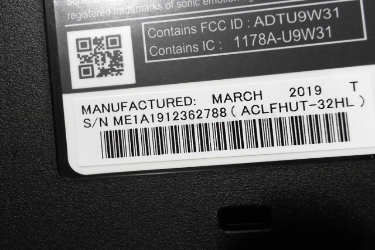 registered trademarks of sonic emotion
Contains FCC ID : ADTU9W31
Contains IC : 1178A-U9W31
MANUFACTURED: MARCH 2019 T
S/N ME1A1912362788 ( ACLFHUT-32HL )